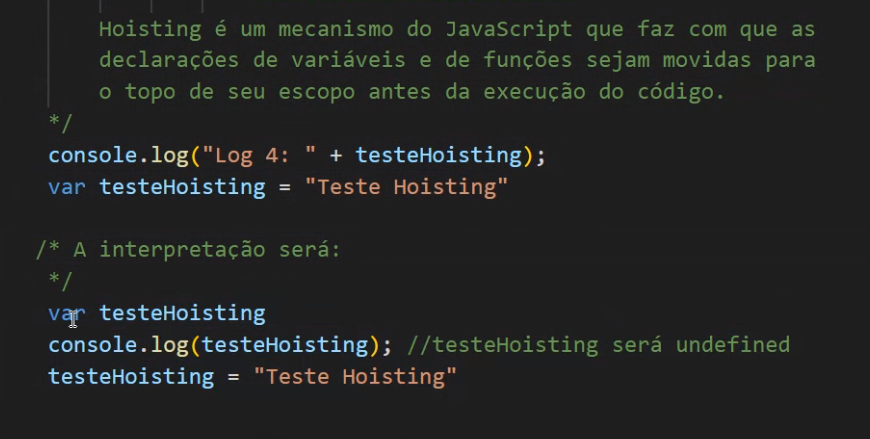 Hoisting é um mecanismo do JavaScript que faz com que as
declarações de variáveis e de funções sejam movidas para
o topo de seu escopo antes da execução do código.
*/
console.log("Log 4: " + testeHoisting);
var testeHoisting = "Teste Hoisting"
/* A interpretação será:
*/
var testeHoisting
console.log(testeHoisting); //testeHoisting será undefined
testeHoisting = "Teste Hoisting"